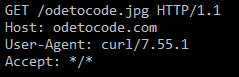 GET /odetocode.jpg HTTP/1.1
Host: odetocode.com
User-Agent: curl/7.55.1
Accept: */*